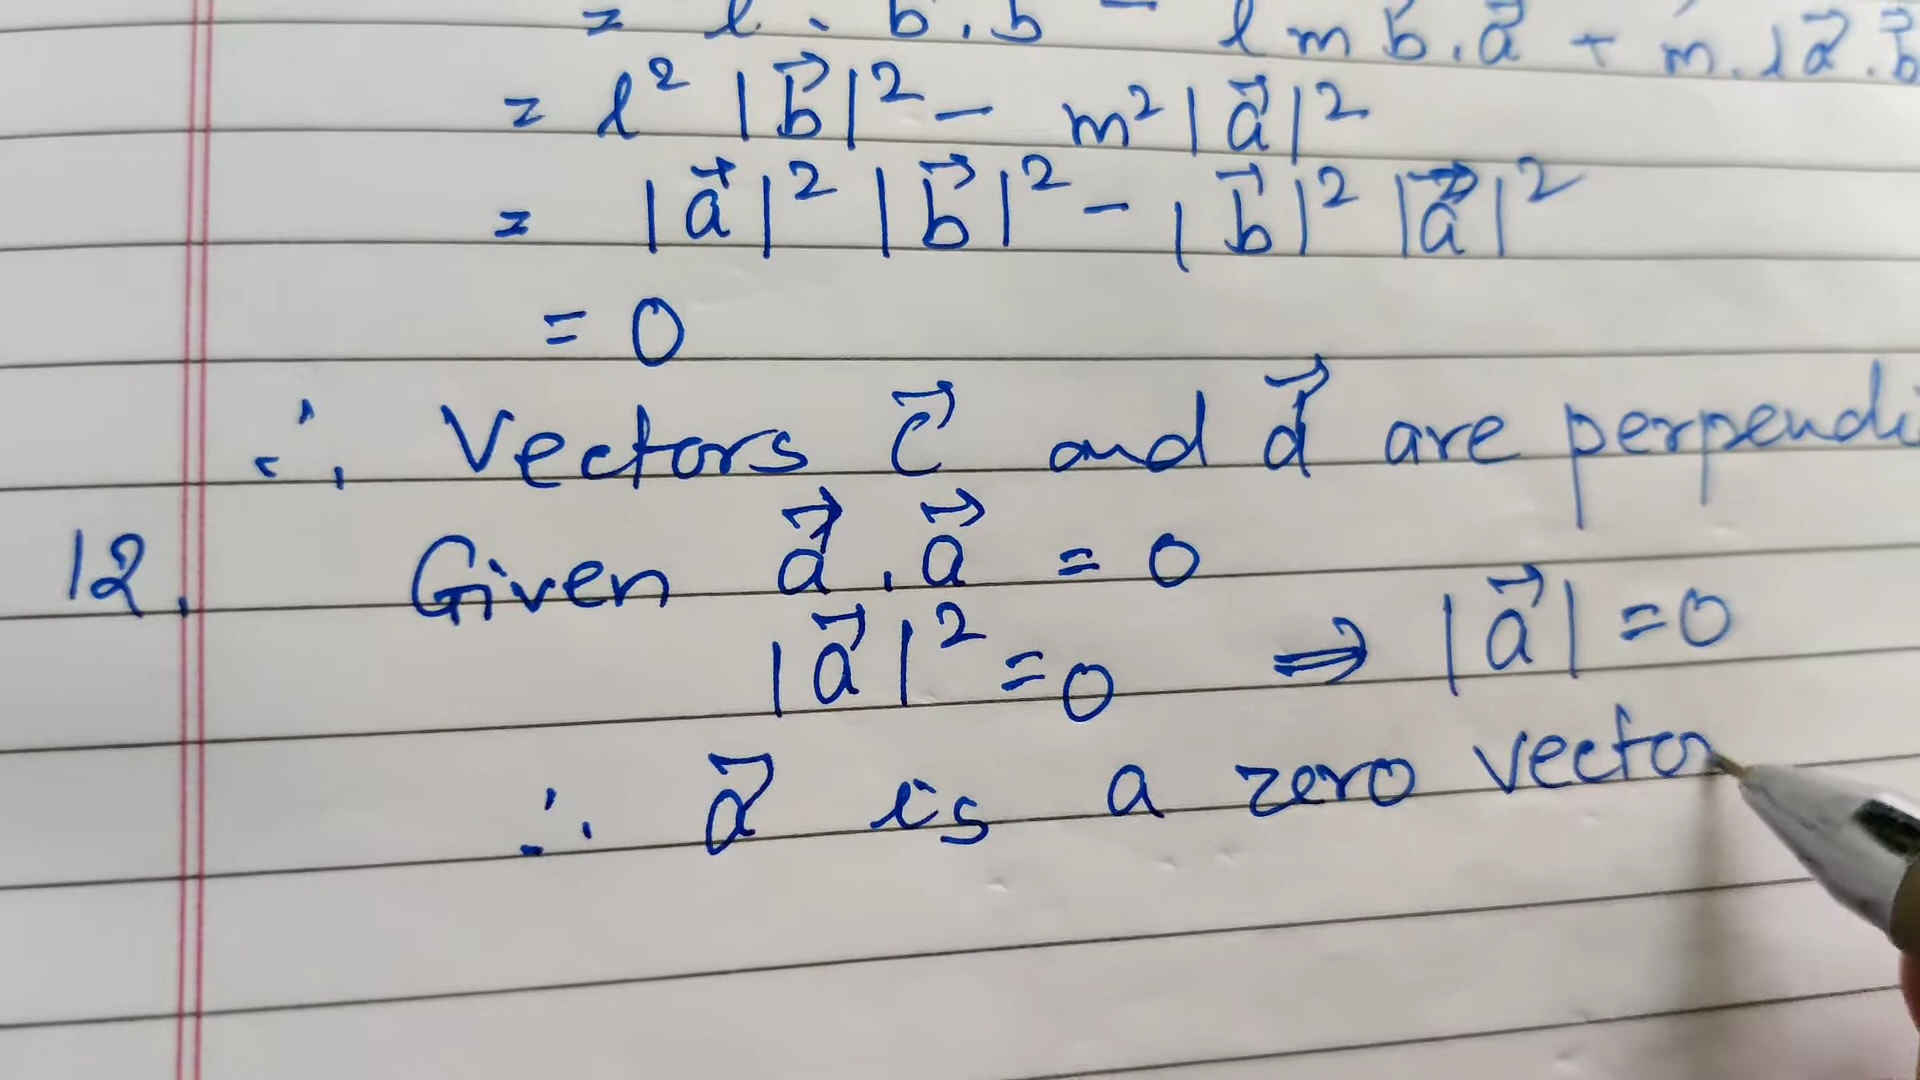 = l . b . b - l m b⃗ . a⃗ + m . l a⃗ . b⃗
= l² |b⃗|² - m² |a⃗|²
= |a⃗|² |b⃗|² - |b⃗|² |a⃗|²
= 0
∴ Vectors c⃗ and d⃗ are perpendi
12. Given a⃗ . a⃗ = 0
|a⃗|² = 0 ⇒ |a⃗| = 0
∴ a⃗ is a zero vector